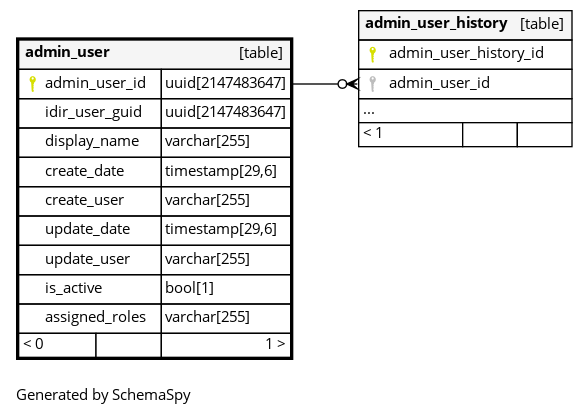 admin_user [table]
admin_user_id uuid[2147483647]
idir_user_guid uuid[2147483647]
display_name varchar[255]
create_date timestamp[29,6]
create_user varchar[255]
update_date timestamp[29,6]
update_user varchar[255]
is_active bool[1]
assigned_roles varchar[255]
< 0 1 >
admin_user_history [table]
admin_user_history_id
admin_user_id
...
< 1
Generated by SchemaSpy